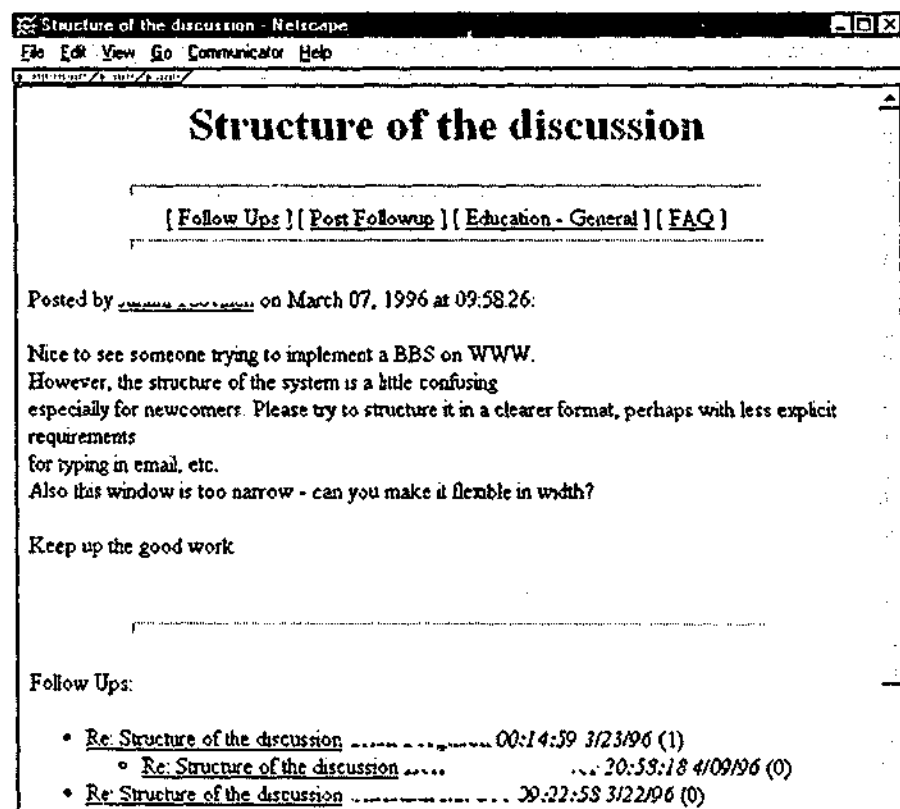 Structure of the discussion - Netscape
File Edit View Go Communicator Help
Structure of the discussion
[ Follow Ups ] [ Post Followup ] [ Education - General ] [ FAQ ]
Posted by on March 07, 1996 at 09:58:26:
Nice to see someone trying to implement a BBS on WWW.
However, the structure of the system is a little confusing
especially for newcomers. Please try to structure it in a clearer format, perhaps with less explicit
requirements
for typing in email, etc.
Also this window is too narrow - can you make it flexible in width?
Keep up the good work
Follow Ups:
Re: Structure of the discussion 00:14:59 3/23/96 (1)
Re: Structure of the discussion 20:58:18 4/09/96 (0)
Re: Structure of the discussion 09:22:58 3/22/96 (0)